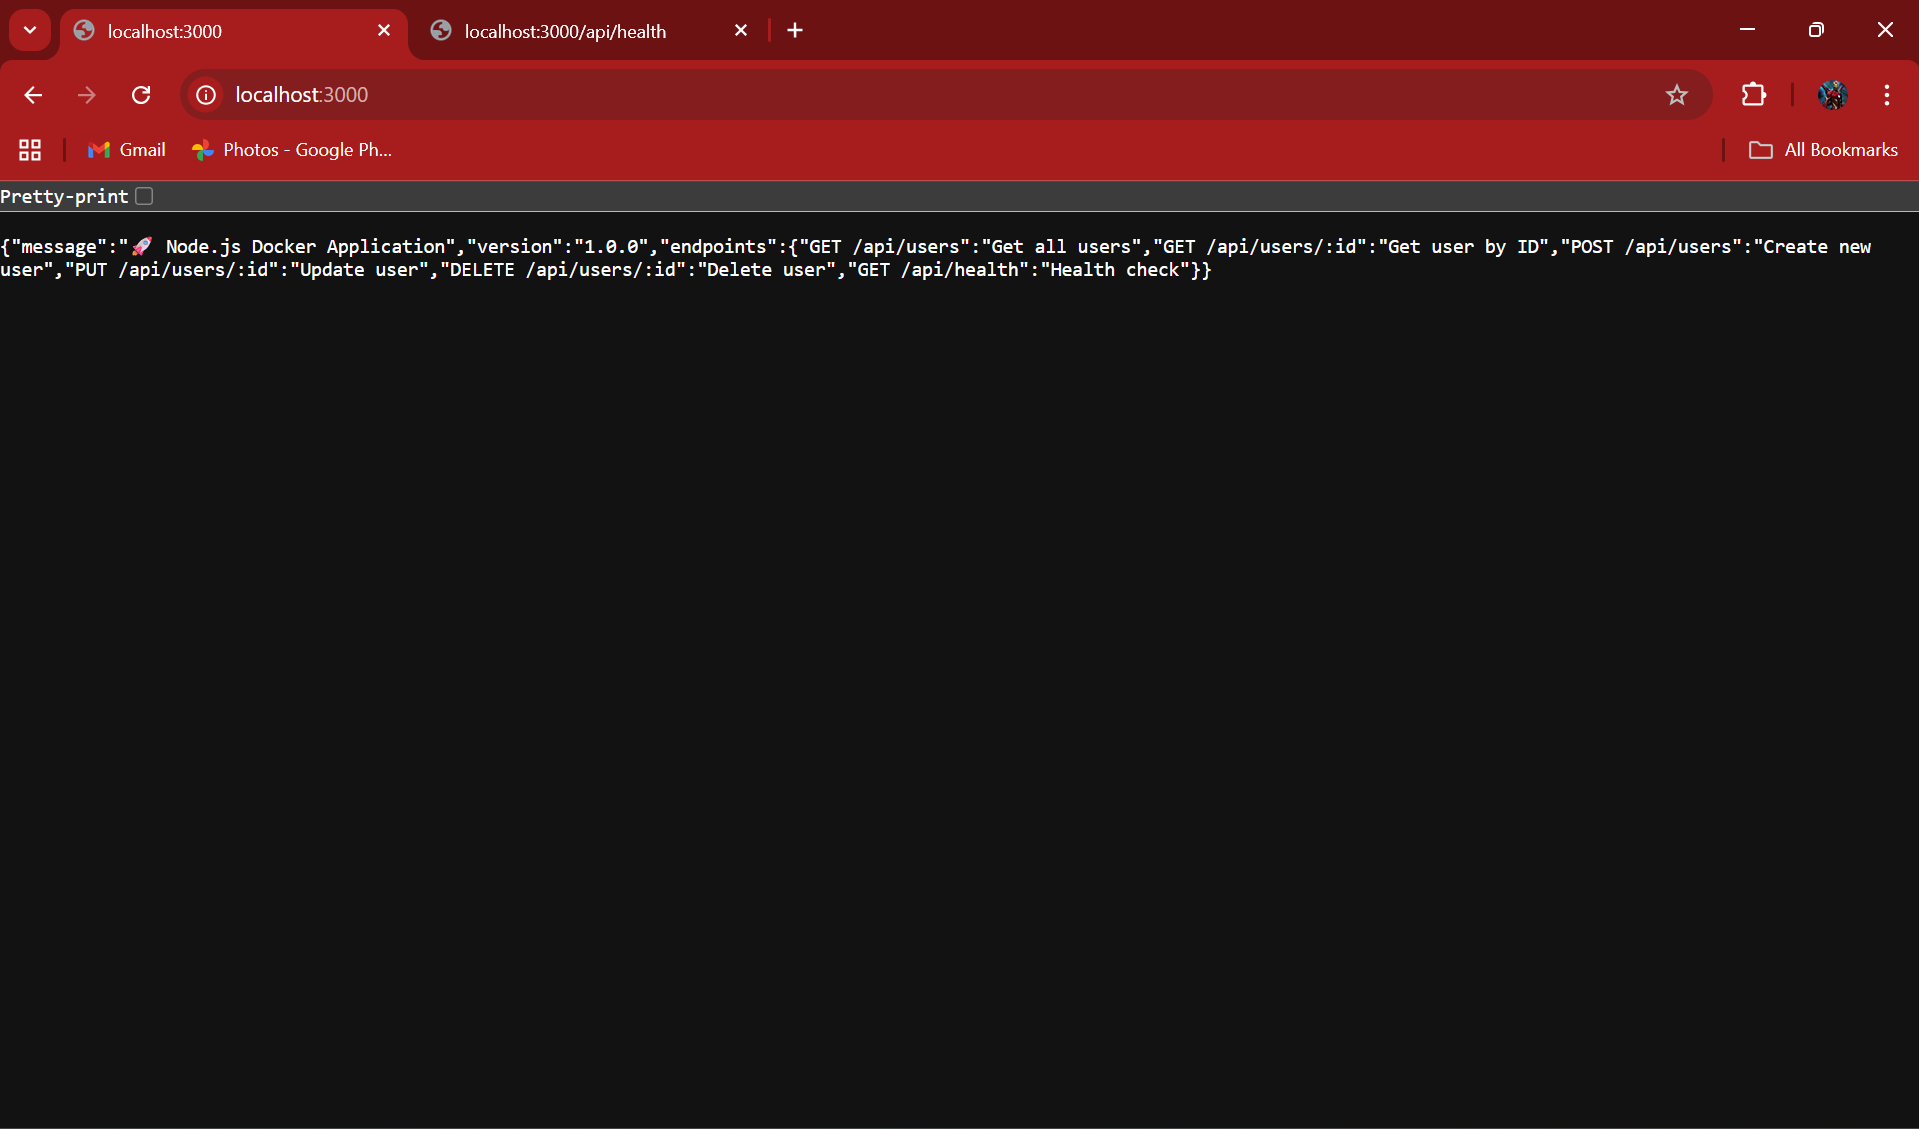 localhost:3000
localhost:3000/api/health
localhost:3000
Gmail
Photos - Google Ph...
All Bookmarks
Pretty-print
{"message":"🚀 Node.js Docker Application","version":"1.0.0","endpoints":{"GET /api/users":"Get all users","GET /api/users/:id":"Get user by ID","POST /api/users":"Create new
user","PUT /api/users/:id":"Update user","DELETE /api/users/:id":"Delete user","GET /api/health":"Health check"}}